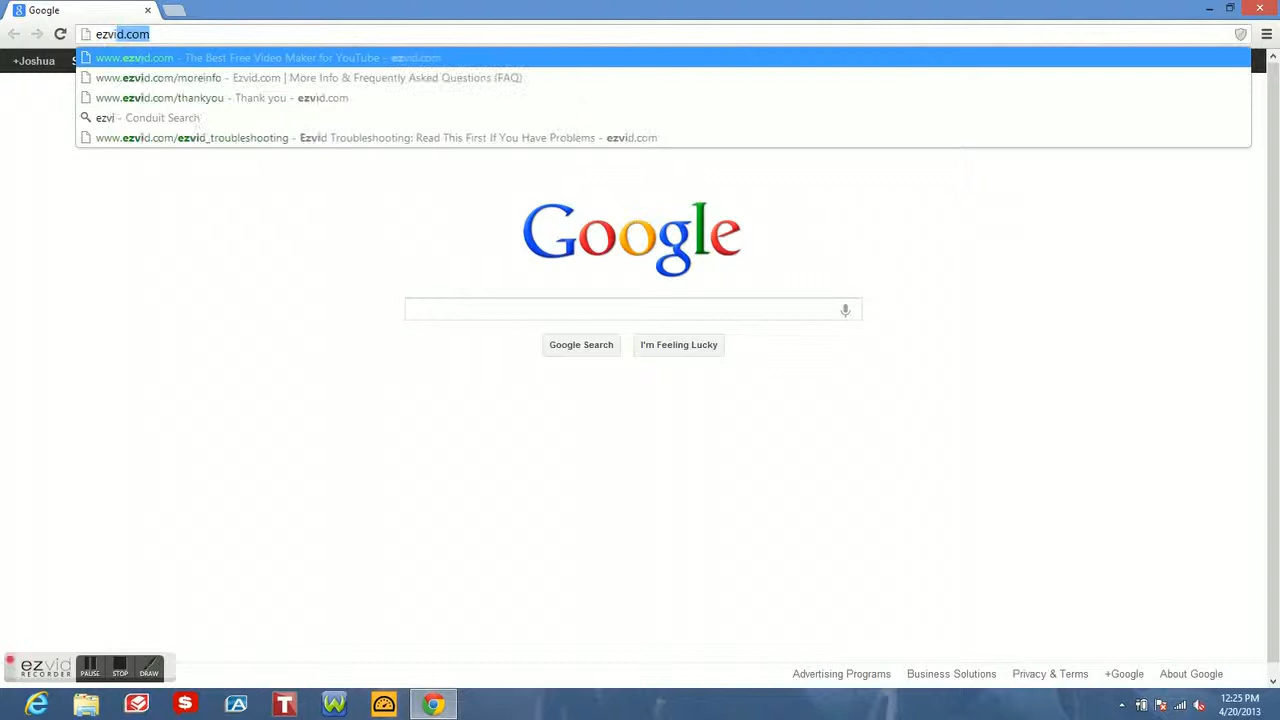 Google
ezvid.com
+Joshua
www.ezvid.com - The Best Free Video Maker for YouTube - ezvid.com
www.ezvid.com/moreinfo - Ezvid.com | More Info & Frequently Asked Questions (FAQ)
www.ezvid.com/thankyou - Thank you - ezvid.com
ezvi - Conduit Search
www.ezvid.com/ezvid_troubleshooting - Ezvid Troubleshooting: Read This First If You Have Problems - ezvid.com
Google
Google Search I'm Feeling Lucky
ezvid
RECORDER
PAUSE STOP DRAW
Advertising Programs Business Solutions Privacy & Terms +Google About Google
12:25 PM
4/20/2013